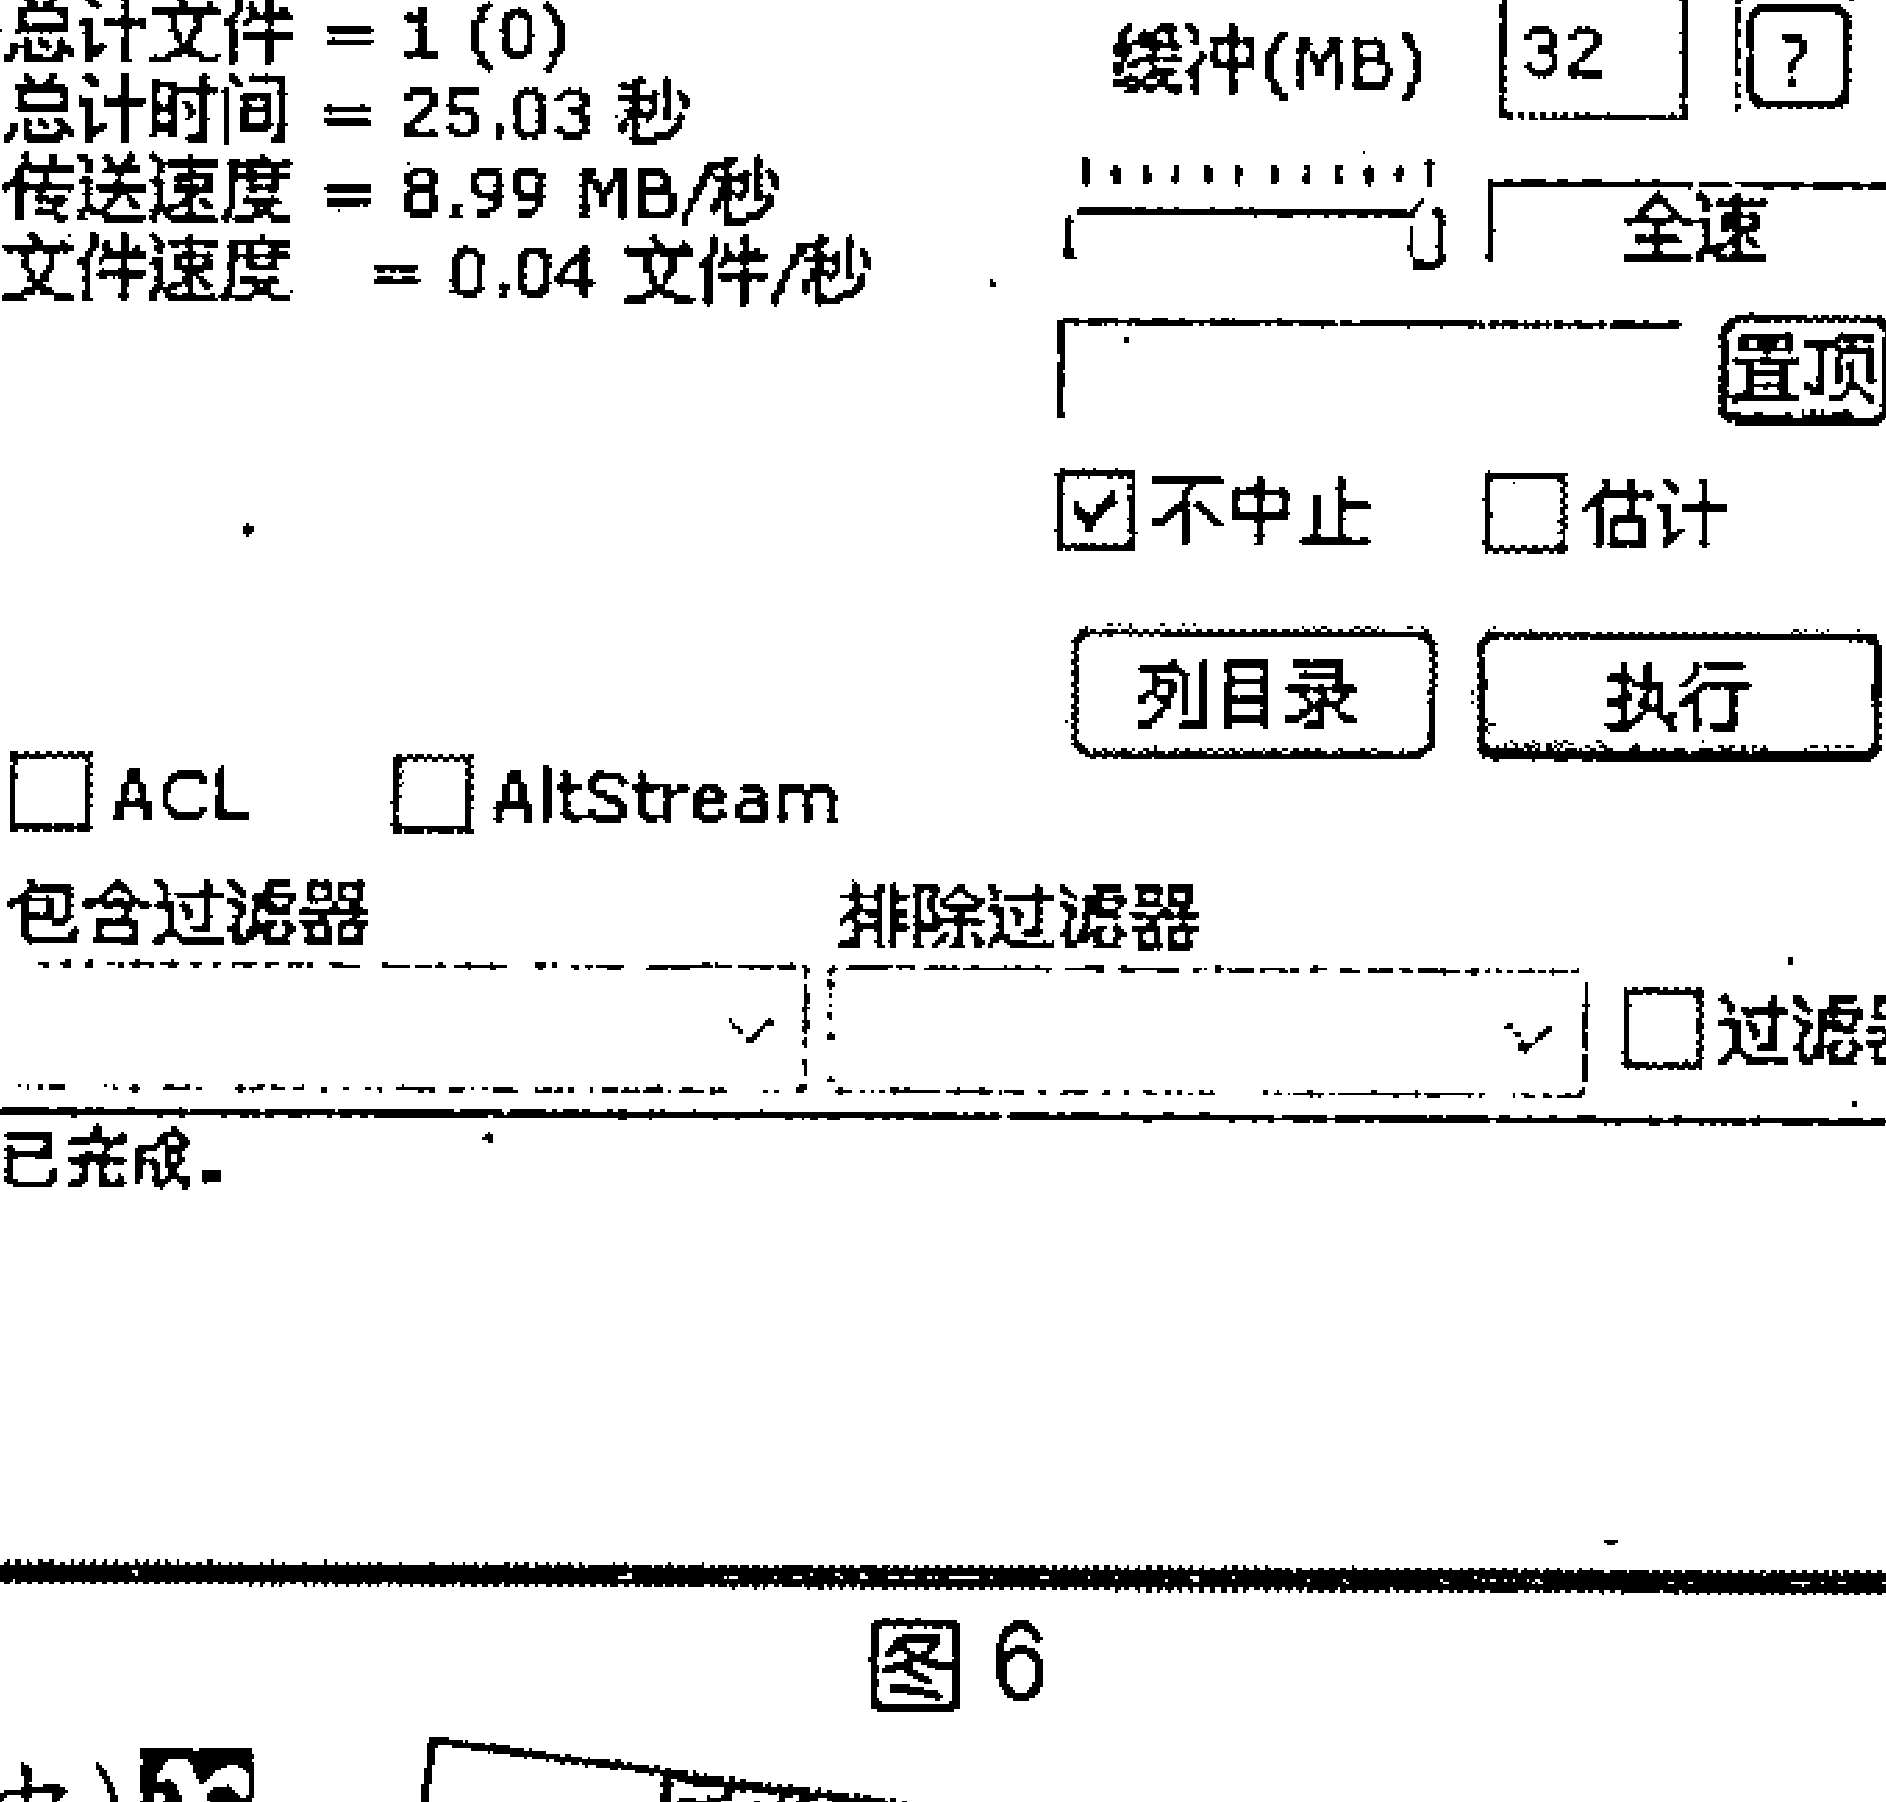 总计文件 = 1 (0)
总计时间 = 25.03 秒
传送速度 = 8.99 MB/秒
文件速度 = 0.04 文件/秒
缓冲(MB) 32 ?
全速
置顶
不中止 估计
列目录 执行
ACL AltStream
包含过滤器 排除过滤器
过滤
已完成.
图 6